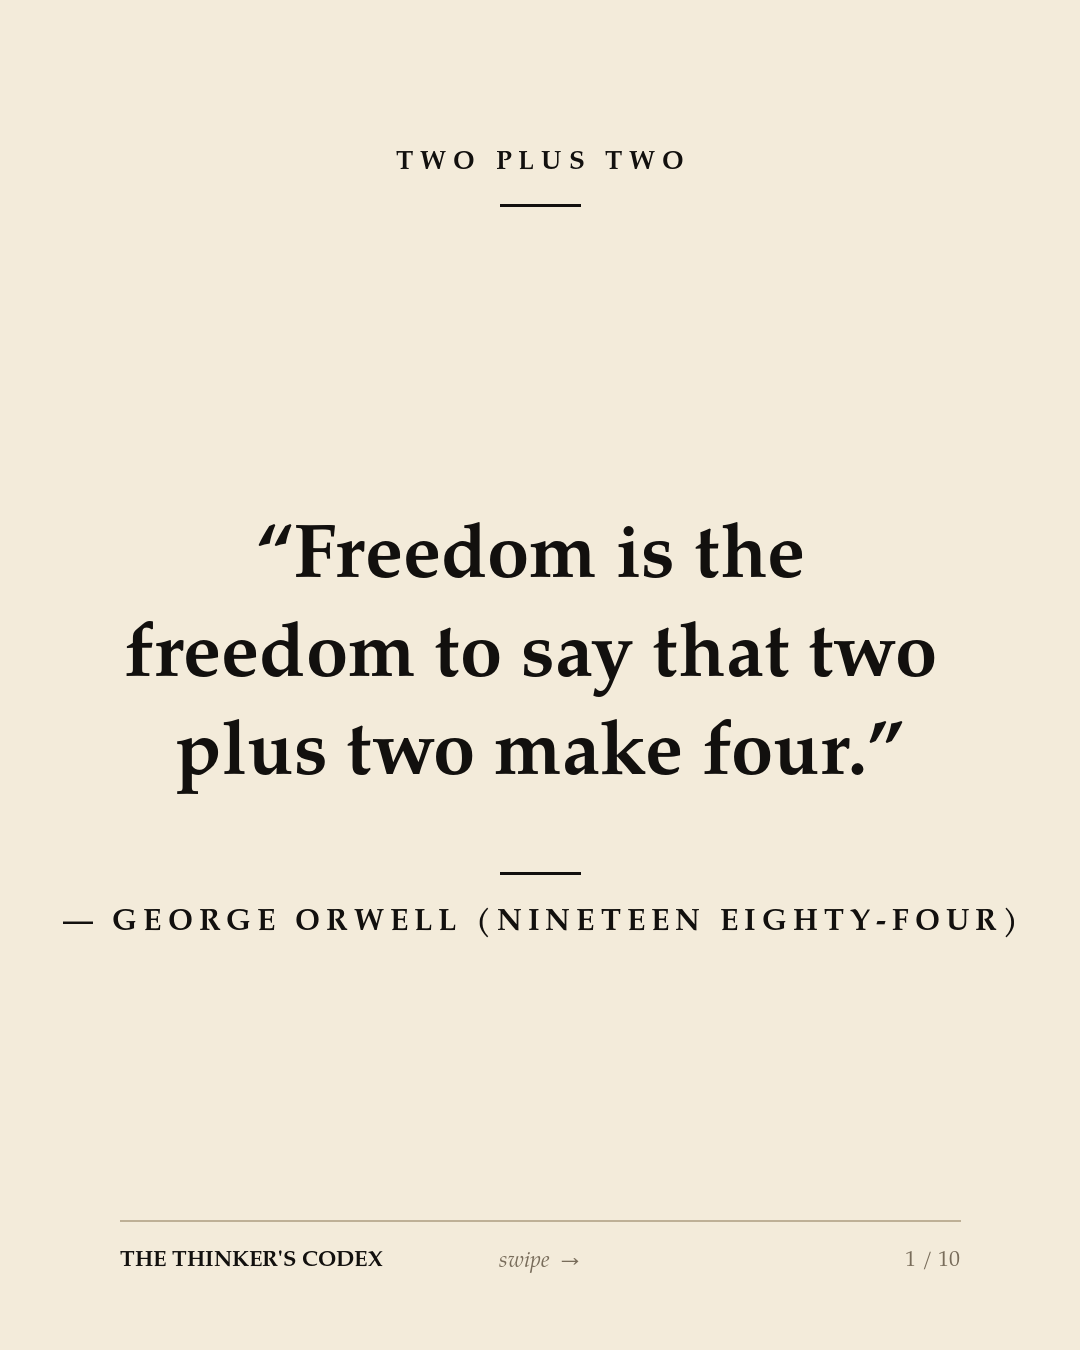 TWO PLUS TWO
“Freedom is the
freedom to say that two
plus two make four.”
— GEORGE ORWELL (NINETEEN EIGHTY-FOUR)
THE THINKER'S CODEX
swipe →
1 / 10